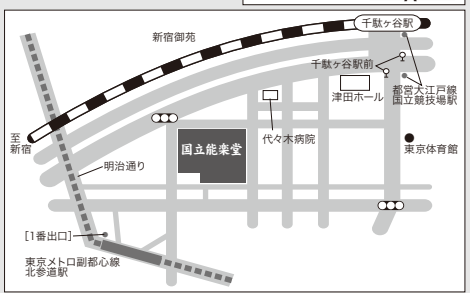 千駄ヶ谷駅
新宿御苑
千駄ヶ谷駅前
津田ホール
都営大江戸線
国立競技場駅
至
新宿
国立能楽堂
代々木病院
東京体育館
明治通り
[1番出口]
東京メトロ副都心線
北参道駅